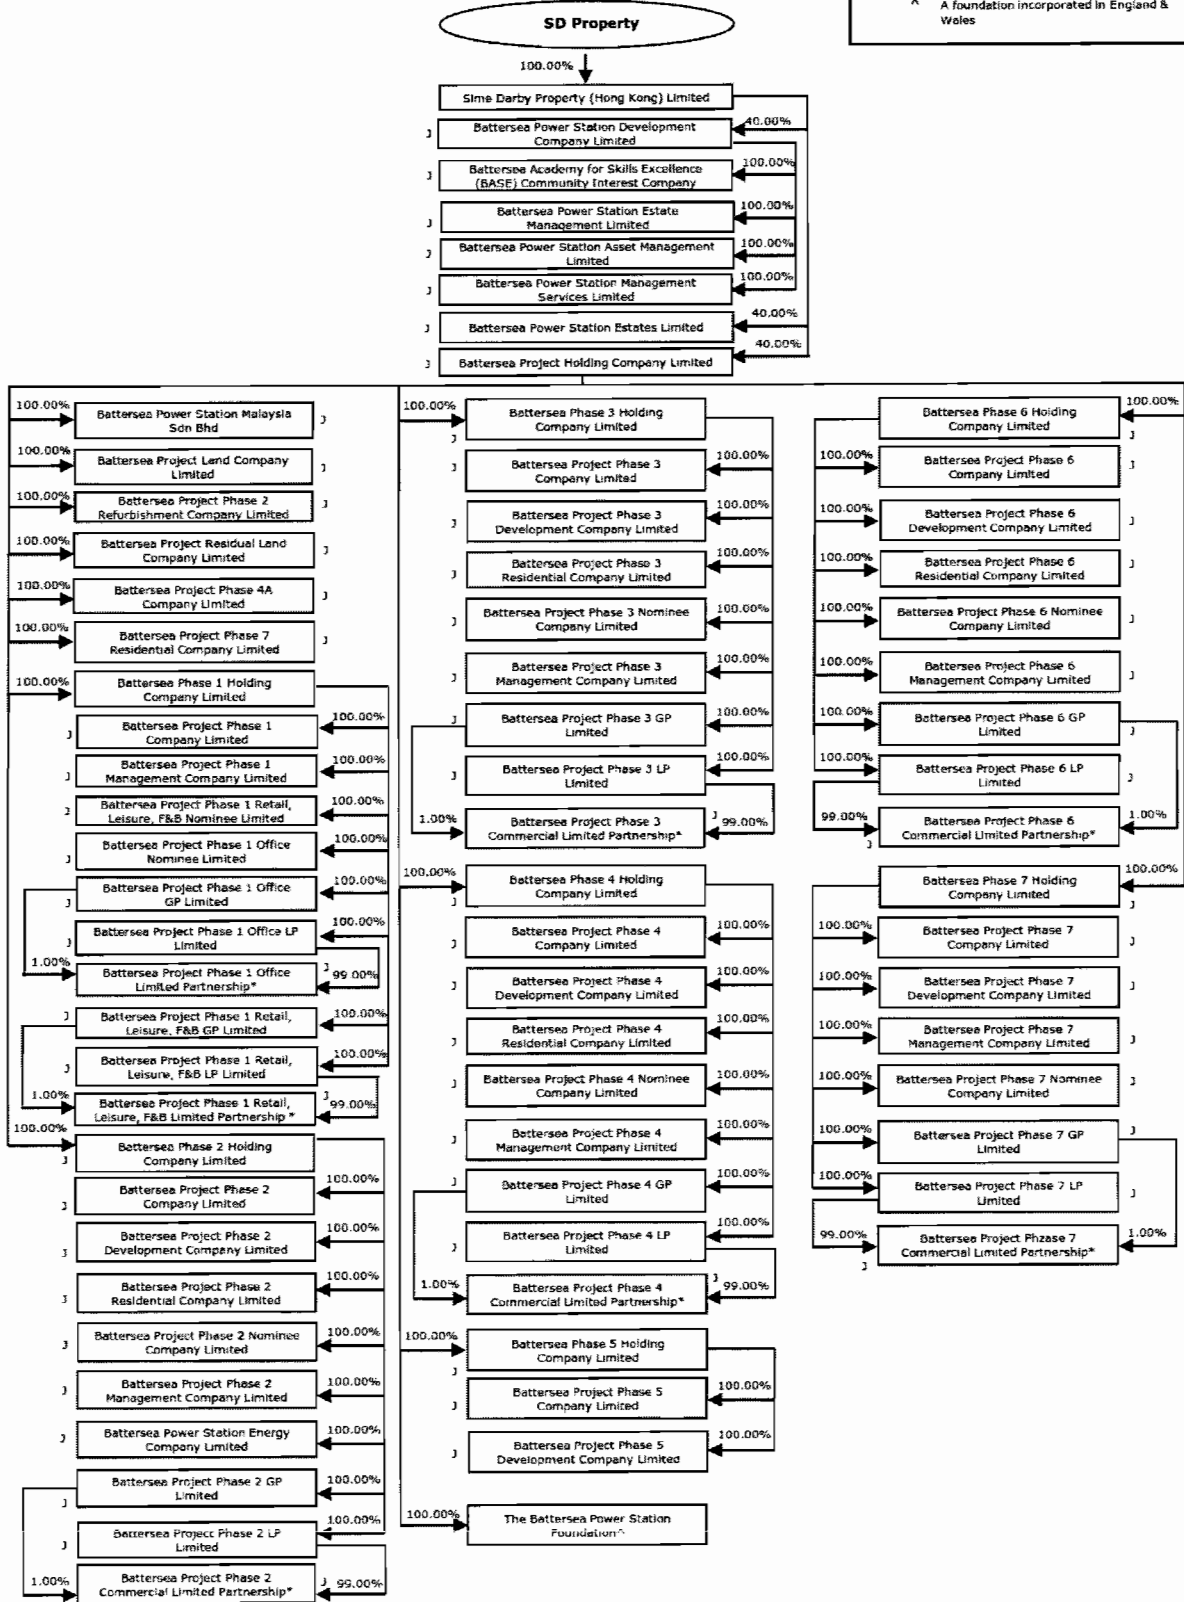 ^ A foundation incorporated in England &
Wales
SD Property
100.00%
Sime Darby Property (Hong Kong) Limited
40.00%
J
Battersea Power Station Development
Company Limited
100.00%
J
Battersea Academy for Skills Excellence
(BASE) Community Interest Company
100.00%
J
Battersea Power Station Estate
Management Limited
100.00%
J
Battersea Power Station Asset Management
Limited
100.00%
J
Battersea Power Station Management
Services Limited
40.00%
J
Battersea Power Station Estates Limited
40.00%
J
Battersea Project Holding Company Limited
100.00%
Battersea Power Station Malaysia
Sdn Bhd
J
100.00%
Battersea Project Land Company
Limited
J
100.00%
Battersea Project Phase 2
Refurbishment Company Limited
J
100.00%
Battersea Project Residual Land
Company Limited
J
100.00%
Battersea Project Phase 4A
Company Limited
J
100.00%
Battersea Project Phase 7
Residential Company Limited
J
100.00%
Battersea Phase 1 Holding
Company Limited
100.00%
Battersea Project Phase 1
Company Limited
J
100.00%
Battersea Project Phase 1
Management Company Limited
J
100.00%
Battersea Project Phase 1 Retail,
Leisure, F&B Nominee Limited
J
100.00%
Battersea Project Phase 1 Office
Nominee Limited
J
100.00%
Battersea Project Phase 1 Office
GP Limited
J
100.00%
Battersea Project Phase 1 Office LP
Limited
J
1.00%
Battersea Project Phase 1 Office
Limited Partnership*
J
99.00%
J
Battersea Project Phase 1 Retail,
Leisure, F&B GP Limited
100.00%
J
Battersea Project Phase 1 Retail,
Leisure, F&B LP Limited
100.00%
1.00%
Battersea Project Phase 1 Retail,
Leisure, F&B Limited Partnership *
J
99.00%
100.00%
Battersea Phase 2 Holding
Company Limited
J
100.00%
Battersea Project Phase 2
Company Limited
J
100.00%
Battersea Project Phase 2
Development Company Limited
J
100.00%
Battersea Project Phase 2
Residential Company Limited
J
100.00%
Battersea Project Phase 2 Nominee
Company Limited
J
100.00%
Battersea Project Phase 2
Management Company Limited
J
100.00%
Battersea Power Station Energy
Company Limited
J
100.00%
Battersea Project Phase 2 GP
Limited
J
100.00%
Battersea Project Phase 2 LP
Limited
J
1.00%
Battersea Project Phase 2
Commercial Limited Partnership*
J
99.00%
100.00%
Battersea Phase 3 Holding
Company Limited
J
100.00%
Battersea Project Phase 3
Company Limited
J
100.00%
Battersea Project Phase 3
Development Company Limited
J
100.00%
Battersea Project Phase 3
Residential Company Limited
J
100.00%
Battersea Project Phase 3 Nominee
Company Limited
J
100.00%
Battersea Project Phase 3
Management Company Limited
J
100.00%
Battersea Project Phase 3 GP
Limited
J
100.00%
Battersea Project Phase 3 LP
Limited
J
1.00%
Battersea Project Phase 3
Commercial Limited Partnership*
J
99.00%
100.00%
Battersea Phase 4 Holding
Company Limited
J
100.00%
Battersea Project Phase 4
Company Limited
J
100.00%
Battersea Project Phase 4
Development Company Limited
J
100.00%
Battersea Project Phase 4
Residential Company Limited
J
100.00%
Battersea Project Phase 4 Nominee
Company Limited
J
100.00%
Battersea Project Phase 4
Management Company Limited
J
100.00%
Battersea Project Phase 4 GP
Limited
J
100.00%
Battersea Project Phase 4 LP
Limited
J
1.00%
Battersea Project Phase 4
Commercial Limited Partnership*
J
99.00%
100.00%
Battersea Phase 5 Holding
Company Limited
J
100.00%
Battersea Project Phase 5
Company Limited
J
100.00%
Battersea Project Phase 5
Development Company Limited
J
100.00%
The Battersea Power Station
Foundation^
100.00%
Battersea Phase 6 Holding
Company Limited
J
100.00%
Battersea Project Phase 6
Company Limited
J
100.00%
Battersea Project Phase 6
Development Company Limited
J
100.00%
Battersea Project Phase 6
Residential Company Limited
J
100.00%
Battersea Project Phase 6 Nominee
Company Limited
J
100.00%
Battersea Project Phase 6
Management Company Limited
J
100.00%
Battersea Project Phase 6 GP
Limited
J
100.00%
Battersea Project Phase 6 LP
Limited
J
99.00%
Battersea Project Phase 6
Commercial Limited Partnership*
1.00%
J
100.00%
Battersea Phase 7 Holding
Company Limited
J
100.00%
Battersea Project Phase 7
Company Limited
J
100.00%
Battersea Project Phase 7
Development Company Limited
J
100.00%
Battersea Project Phase 7
Management Company Limited
J
100.00%
Battersea Project Phase 7 Nominee
Company Limited
J
100.00%
Battersea Project Phase 7 GP
Limited
J
100.00%
Battersea Project Phase 7 LP
Limited
J
99.00%
Battersea Project Phzase 7
Commercial Limited Partnership*
1.00%
J